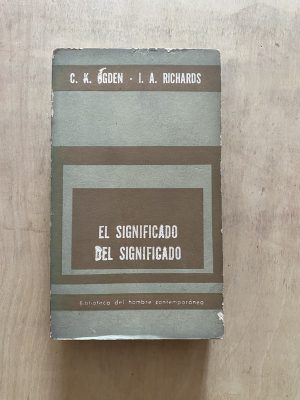 C. K. OGDEN - I. A. RICHARDS
EL SIGNIFICADO
DEL SIGNIFICADO
Biblioteca del hombre contemporáneo